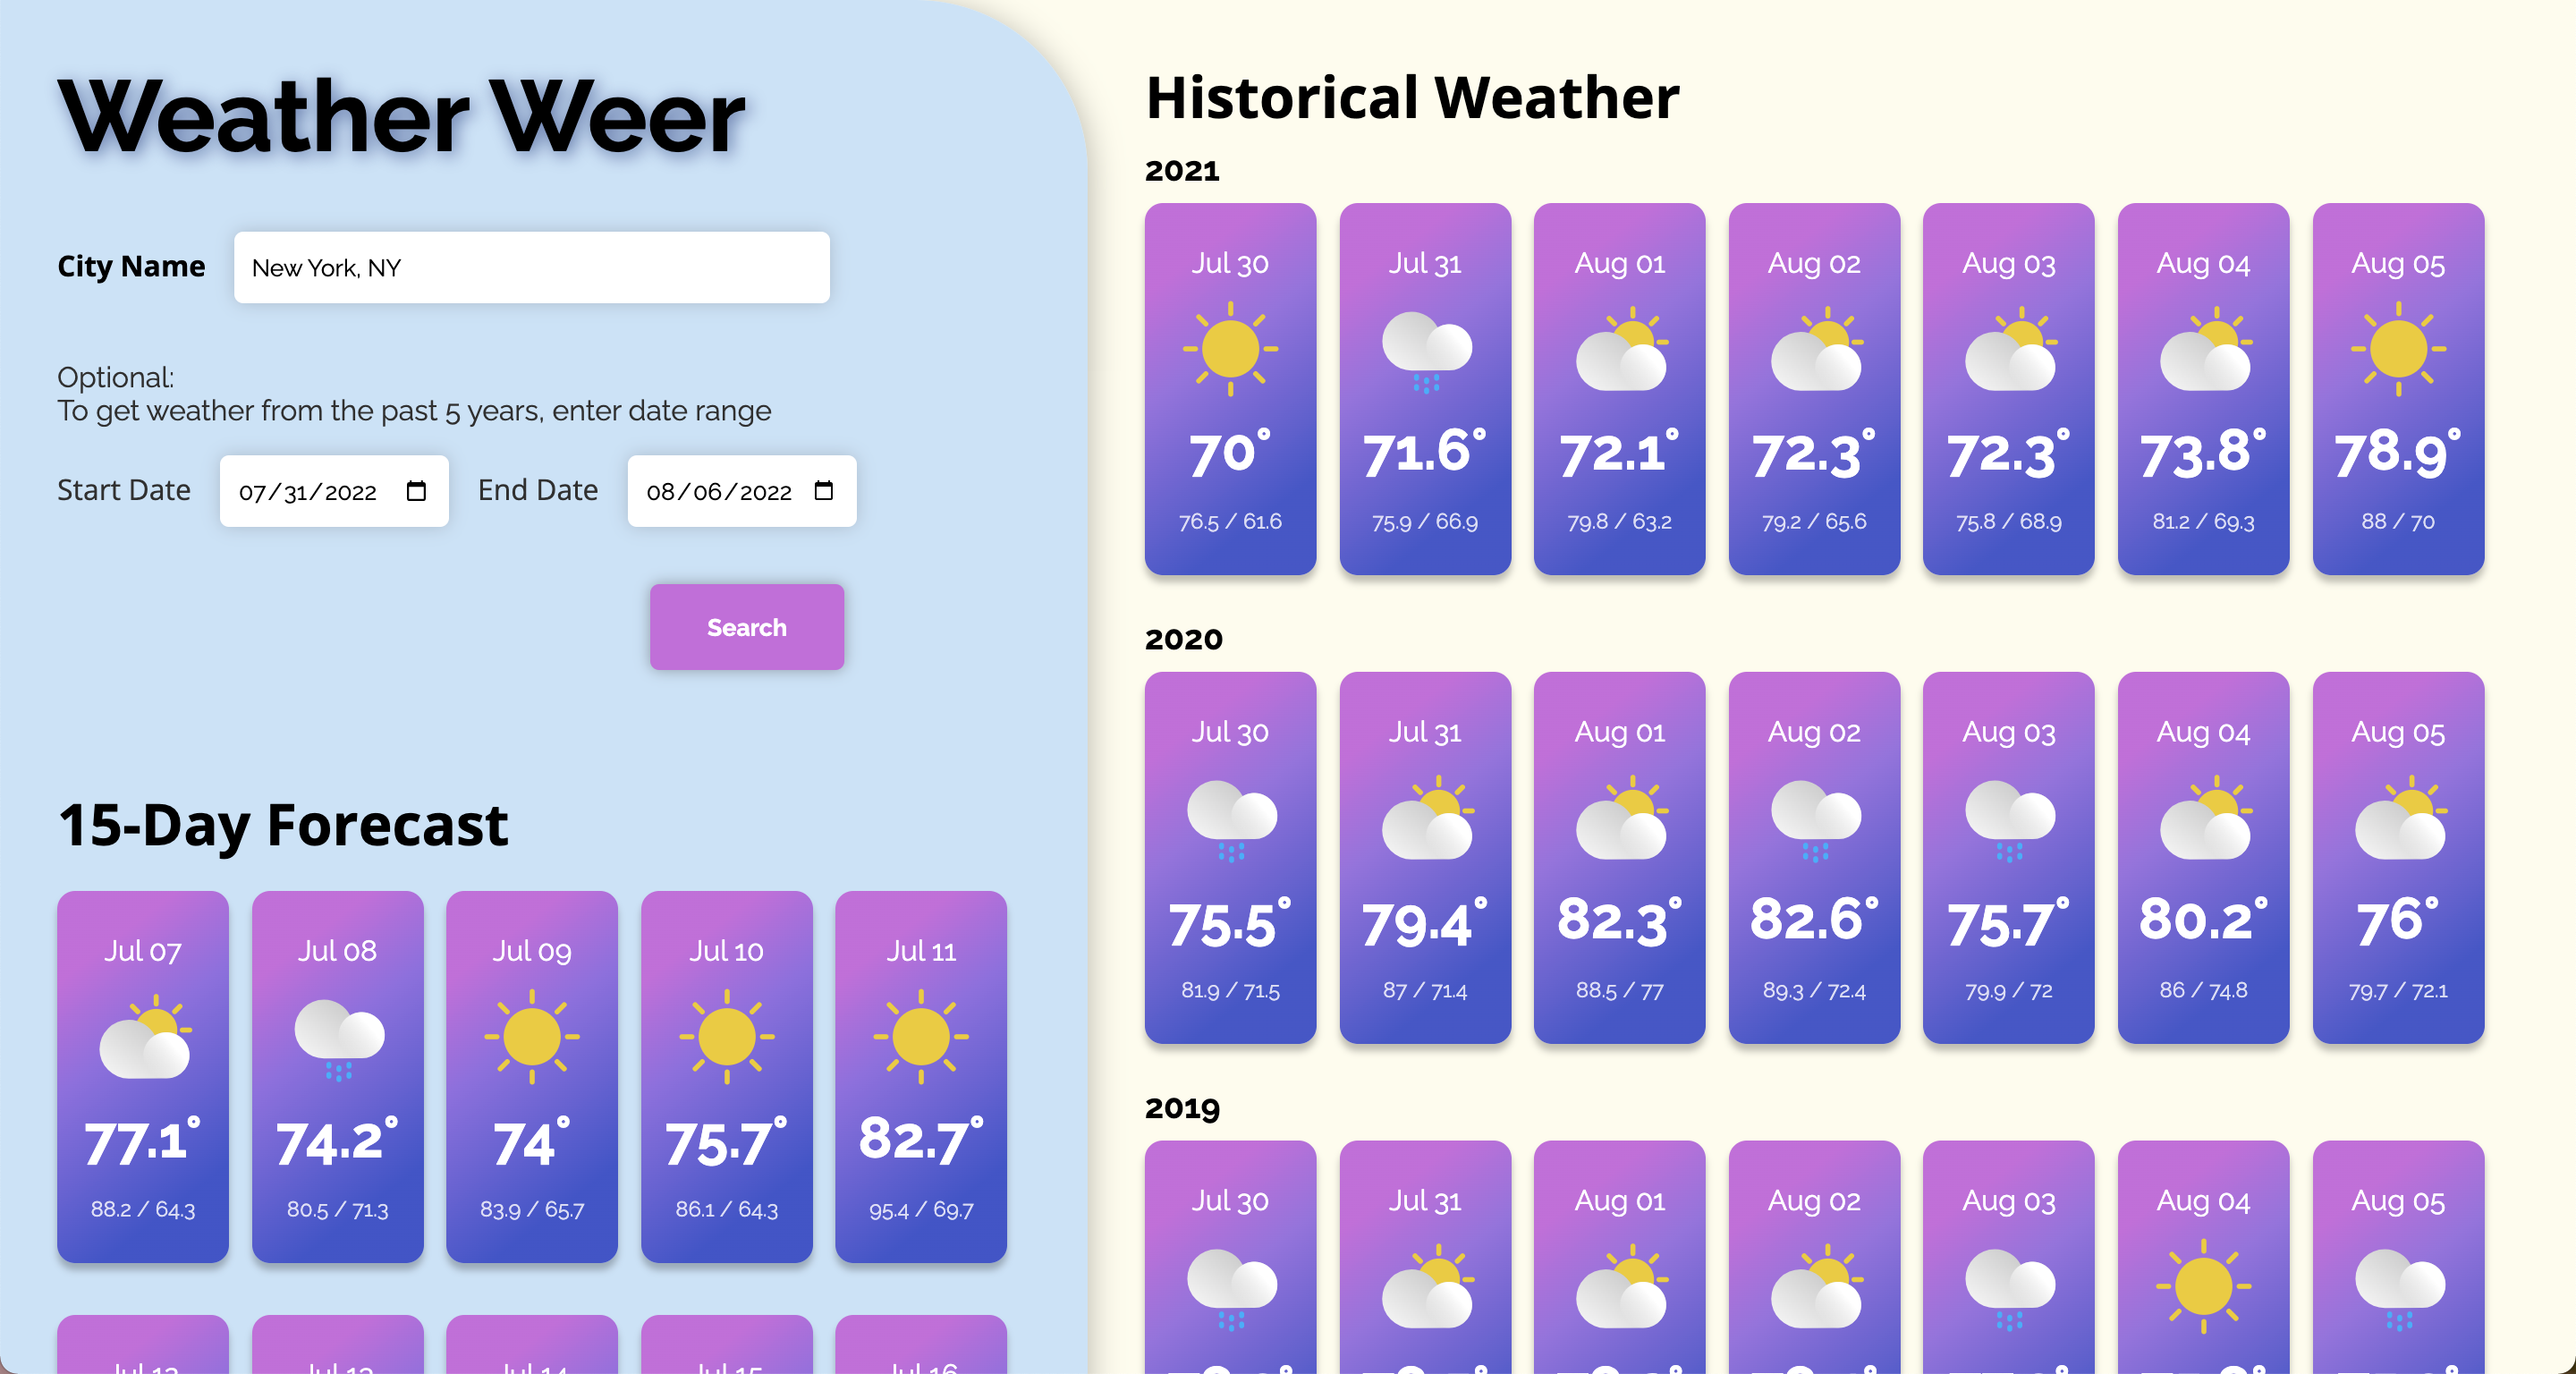 Weather Weer
City Name
New York, NY
Optional:
To get weather from the past 5 years, enter date range
Start Date 07/31/2022 End Date 08/06/2022
Search
15-Day Forecast
Jul 07 Jul 08 Jul 09 Jul 10 Jul 11
77.1° 74.2° 74° 75.7° 82.7°
88.2 / 64.3 80.5 / 71.3 83.9 / 65.7 86.1 / 64.3 95.4 / 69.7
Historical Weather
2021
Jul 30 Jul 31 Aug 01 Aug 02 Aug 03 Aug 04 Aug 05
70° 71.6° 72.1° 72.3° 72.3° 73.8° 78.9°
76.5 / 61.6 75.9 / 66.9 79.8 / 63.2 79.2 / 65.6 75.8 / 68.9 81.2 / 69.3 88 / 70
2020
Jul 30 Jul 31 Aug 01 Aug 02 Aug 03 Aug 04 Aug 05
75.5° 79.4° 82.3° 82.6° 75.7° 80.2° 76°
81.9 / 71.5 87 / 71.4 88.5 / 77 89.3 / 72.4 79.9 / 72 86 / 74.8 79.7 / 72.1
2019
Jul 30 Jul 31 Aug 01 Aug 02 Aug 03 Aug 04 Aug 05